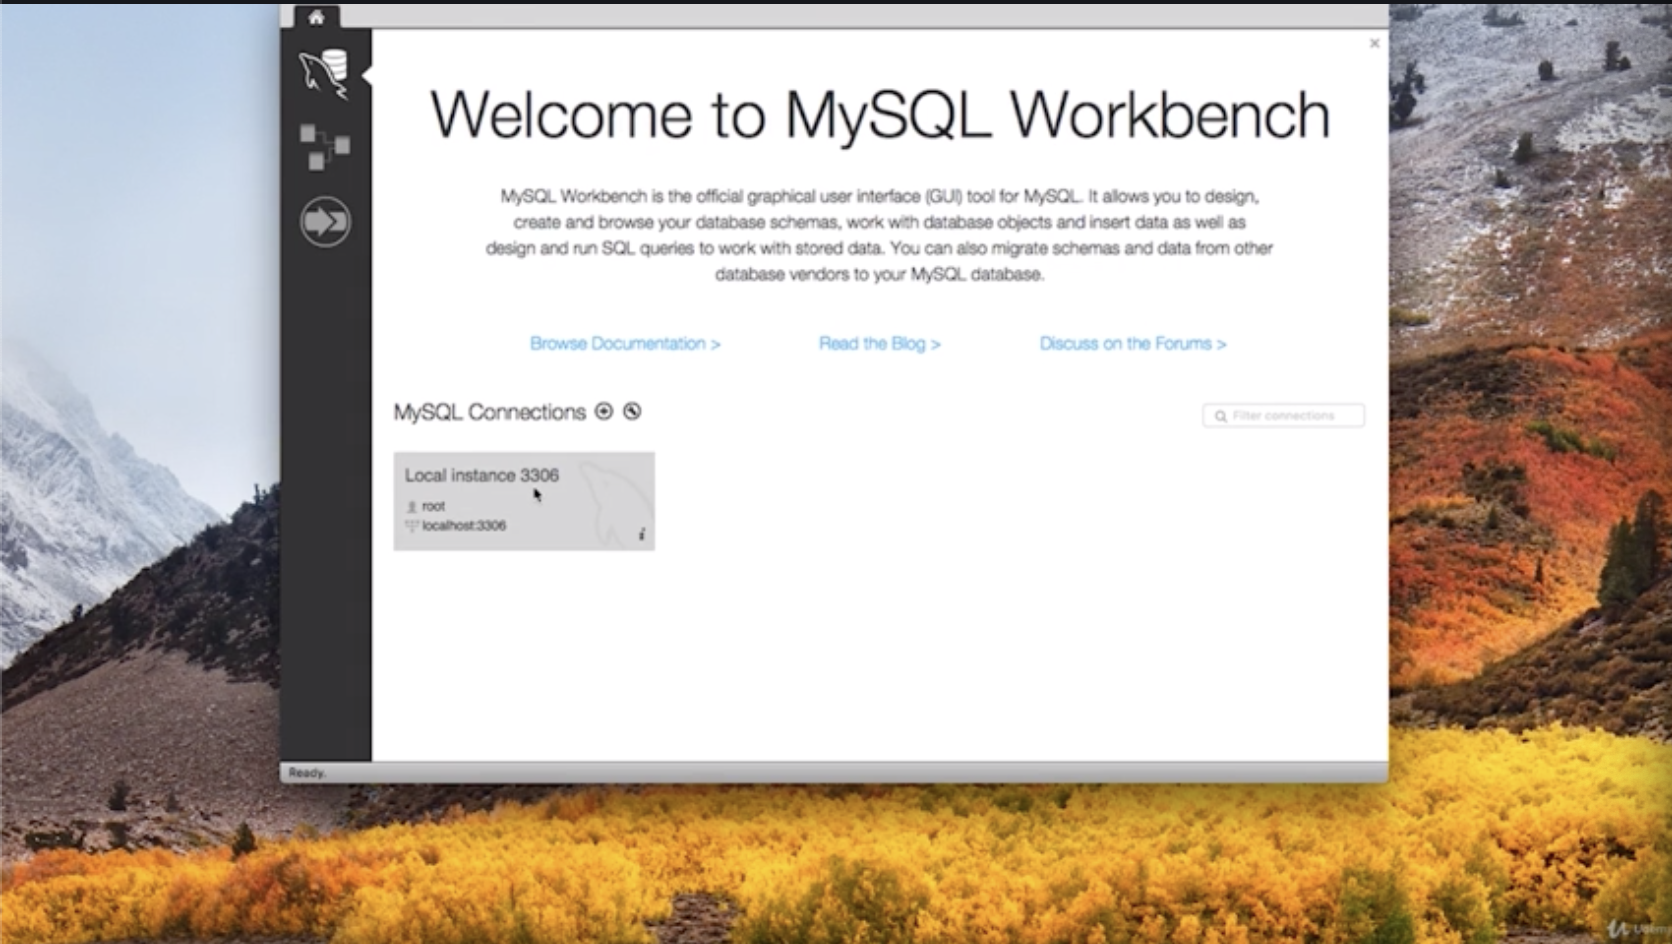 Welcome to MySQL Workbench
MySQL Workbench is the official graphical user interface (GUI) tool for MySQL. It allows you to design,
create and browse your database schemas, work with database objects and insert data as well as
design and run SQL queries to work with stored data. You can also migrate schemas and data from other
database vendors to your MySQL database.
Browse Documentation >
Read the Blog >
Discuss on the Forums >
MySQL Connections
Filter connections
Local instance 3306
root
localhost:3306
i
Ready.
Udemy